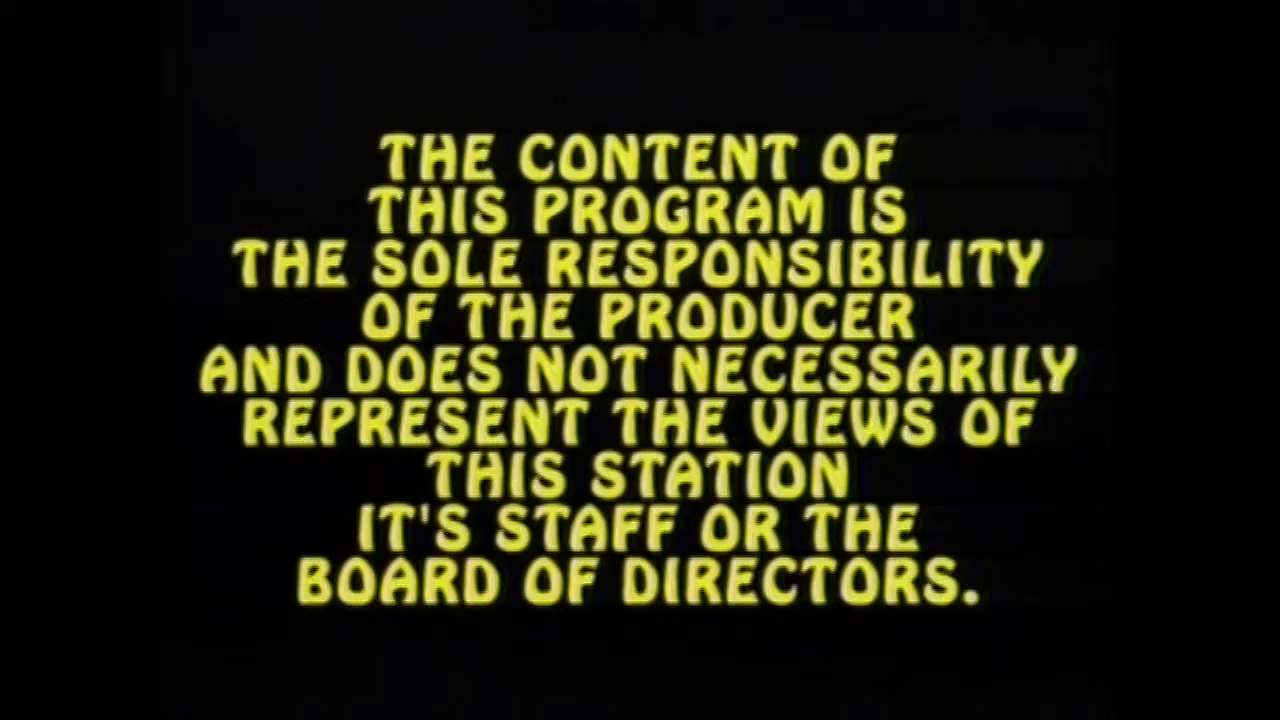 THE CONTENT OF
THIS PROGRAM IS
THE SOLE RESPONSIBILITY
OF THE PRODUCER
AND DOES NOT NECESSARILY
REPRESENT THE VIEWS OF
THIS STATION
IT'S STAFF OR THE
BOARD OF DIRECTORS.